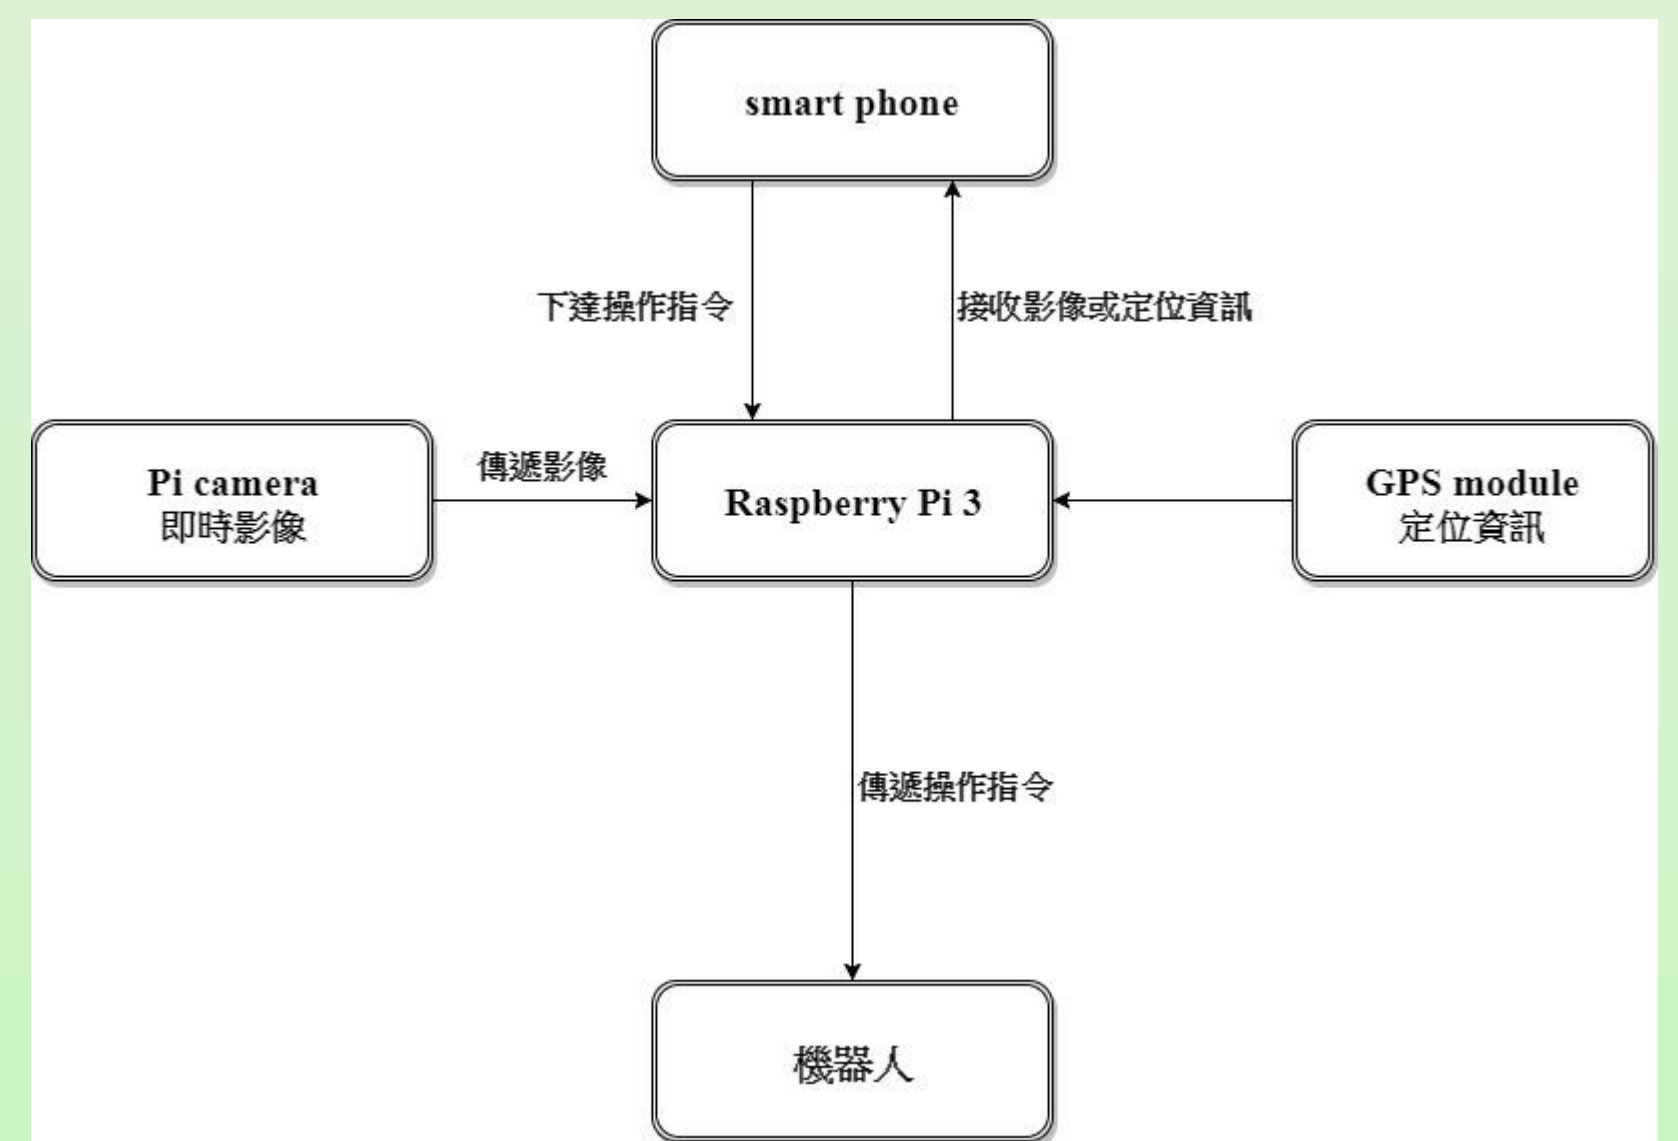 smart phone
下達操作指令
接收影像或定位資訊
Pi camera
即時影像
傳遞影像
Raspberry Pi 3
GPS module
定位資訊
傳遞操作指令
機器人